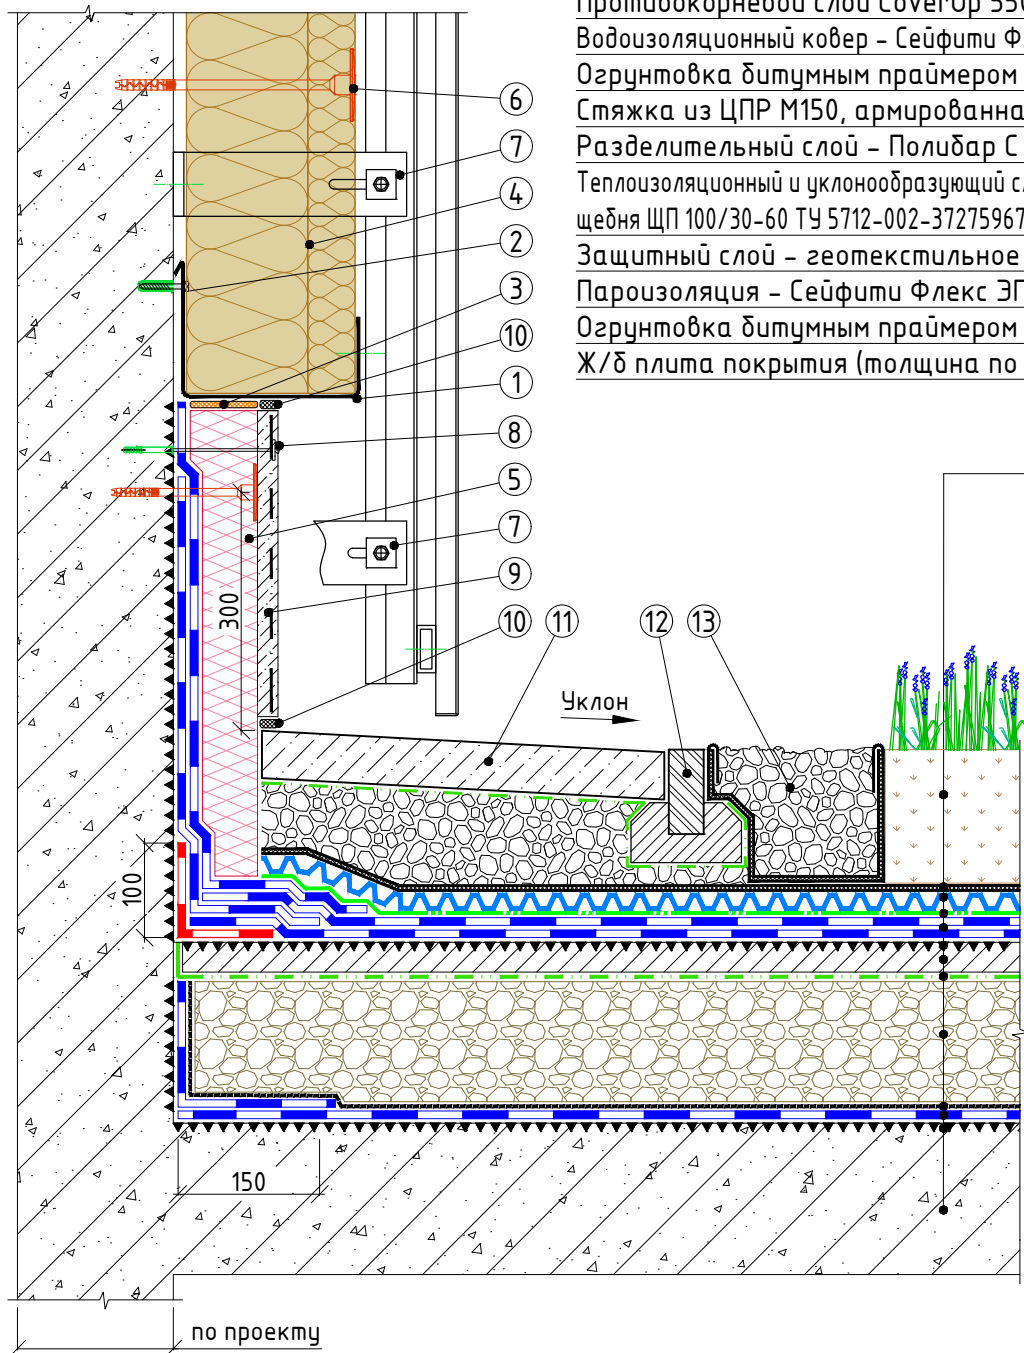 Противокорневой слой CoverUp 550
Водоизоляционный ковер – Сейфити Ф
Огрунтовка битумным праймером
Стяжка из ЦПР М150, армированна
Разделительный слой – Полибар С
Теплоизоляционный и уклонообразующий сл
щебня ЩП 100/30-60 ТУ 5712-002-37275967
Защитный слой – геотекстильное
Пароизоляция – Сейфити Флекс ЭП
Огрунтовка битумным праймером
Ж/б плита покрытия (толщина по
6
7
4
2
3
10
1
8
5
7
9
10
11
12
13
300
Уклон
100
150
по проекту